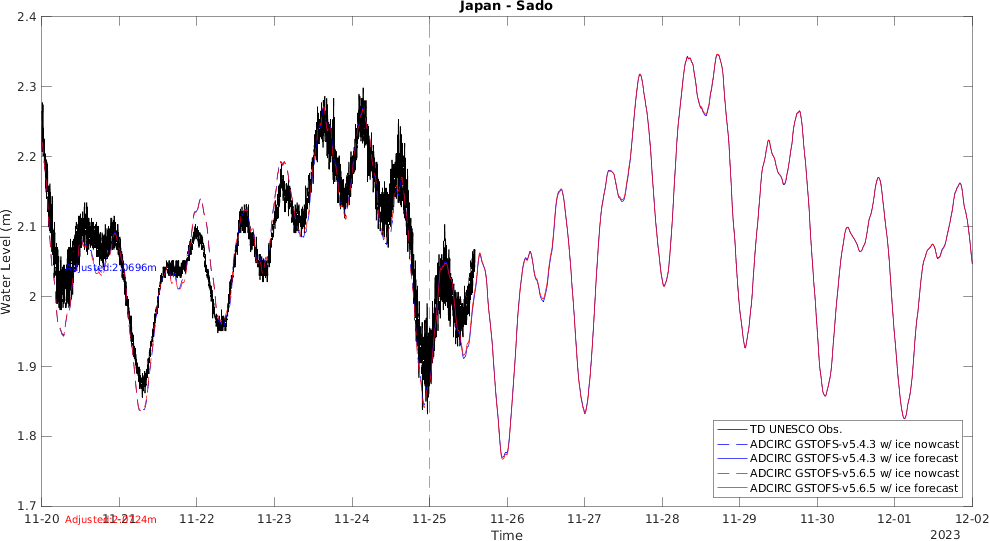 Japan - Sado
2.4
2.3
2.2
2.1
2
1.9
1.8
1.7
Water Level (m)
Adjusted:2.0696m
TD UNESCO Obs.
ADCIRC GSTOFS-v5.4.3 w/ ice nowcast
ADCIRC GSTOFS-v5.4.3 w/ ice forecast
ADCIRC GSTOFS-v5.6.5 w/ ice nowcast
ADCIRC GSTOFS-v5.6.5 w/ ice forecast
11-20 11-21 11-22 11-23 11-24 11-25 11-26 11-27 11-28 11-29 11-30 12-01 12-02
Time
2023